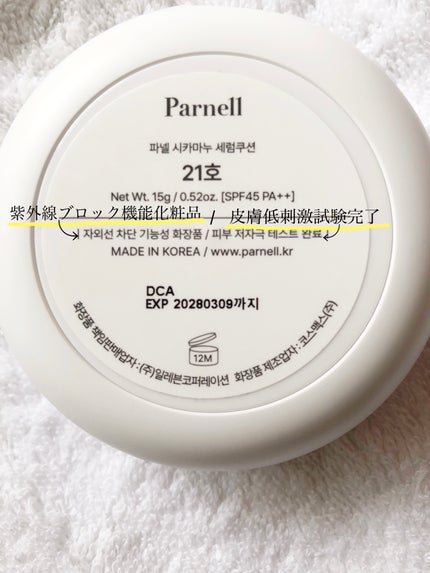 Parnell
파넬 시카마누 세럼쿠션
21호
Net Wt. 15g / 0.52oz. [SPF45 PA++]
紫外線ブロック機能化粧品 / 皮膚低刺激試験完了
자외선 차단 기능성 화장품 / 피부 저자극 테스트 완료
MADE IN KOREA / www.parnell.kr
DCA
EXP 20280309까지
12M
화장품 책임판매업자 : (주)일레븐코퍼레이션 화장품 제조업자 : 코스맥스(주)